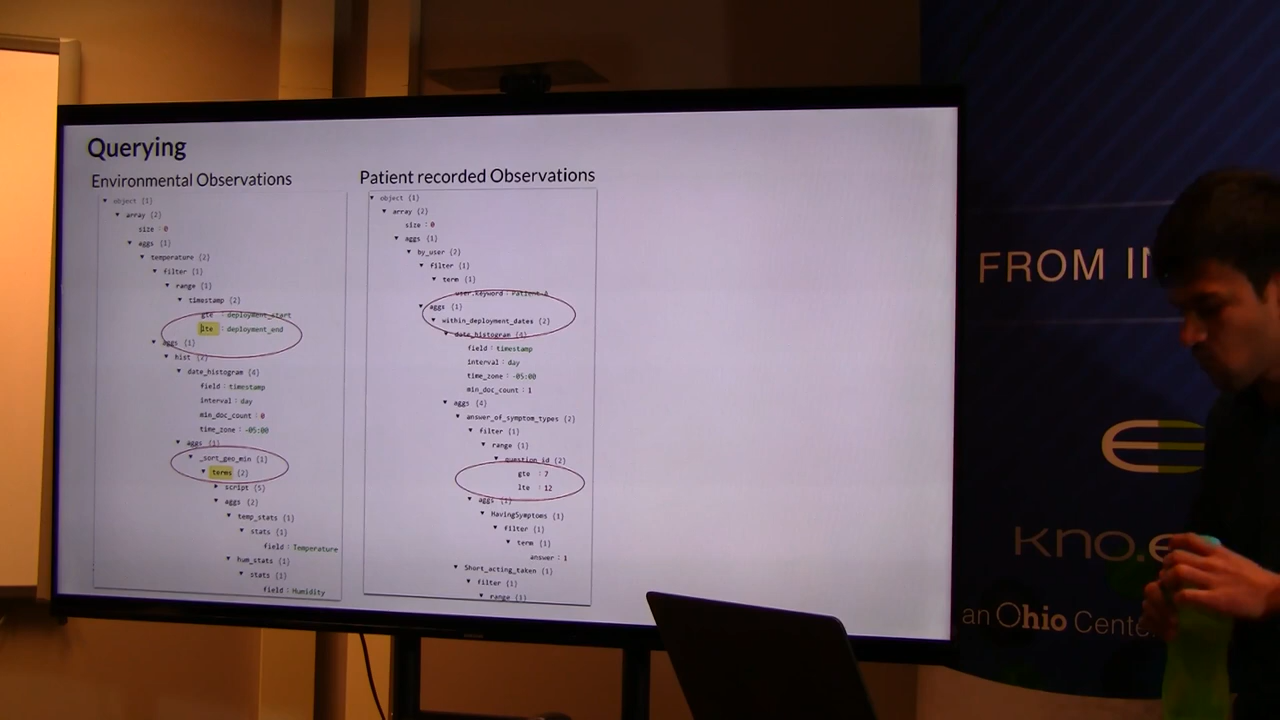 Querying
Environmental Observations
▼ object {1}
▼ array {2}
size : 0
▼ aggs {1}
▼ temperature {2}
▼ filter {1}
▼ range {1}
▼ timestamp {2}
gte : deployment_start
lte : deployment_end
▼ aggs {1}
▼ hist {2}
▼ date_histogram {4}
field : timestamp
interval : day
min_doc_count : 0
time_zone : -05:00
▼ aggs {1}
▼ _sort_geo_min {1}
▼ terms {2}
► script {5}
▼ aggs {2}
▼ temp_stats {1}
▼ stats {1}
field : Temperature
▼ hum_stats {1}
▼ stats {1}
field : Humidity
Patient recorded Observations
▼ object {1}
▼ array {2}
size : 0
▼ aggs {1}
▼ by_user {2}
▼ filter {1}
▼ term {1}
user.keyword : Patient-A
▼ aggs {1}
▼ within_deployment_dates {2}
▼ date_histogram {4}
field : timestamp
interval : day
time_zone : -05:00
min_doc_count : 1
▼ aggs {4}
▼ answer_of_symptom_types {2}
▼ filter {1}
▼ range {1}
▼ question_id {2}
gte : 7
lte : 12
▼ aggs {1}
▼ HavingSymptoms {1}
▼ filter {1}
▼ term {1}
answer : 1
▼ Short_acting_taken {1}
▼ filter {1}
▼ range {1}
FROM IN
kno.e
an Ohio Cente